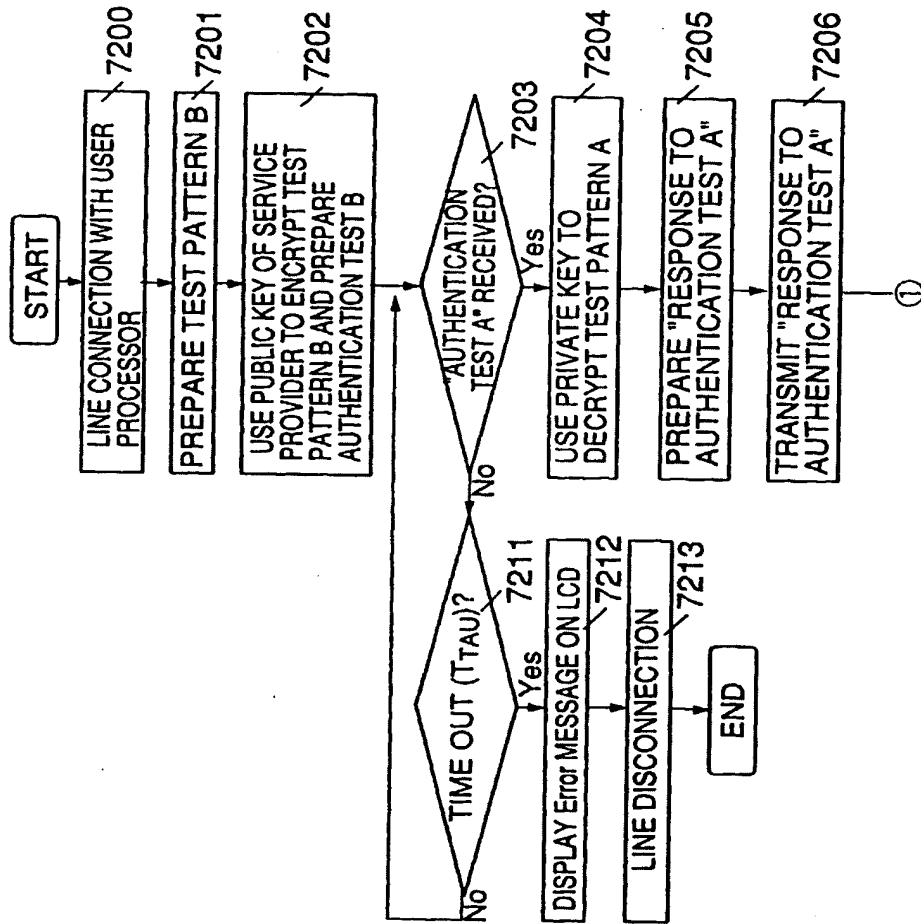 START
7200
LINE CONNECTION WITH USER
PROCESSOR
7201
PREPARE TEST PATTERN B
7202
USE PUBLIC KEY OF SERVICE
PROVIDER TO ENCRYPT TEST
PATTERN B AND PREPARE
AUTHENTICATION TEST B
7203
"AUTHENTICATION
TEST A" RECEIVED?
Yes
No
7204
USE PRIVATE KEY TO
DECRYPT TEST PATTERN A
7205
PREPARE "RESPONSE TO
AUTHENTICATION TEST A"
7206
TRANSMIT "RESPONSE TO
AUTHENTICATION TEST A"
1
7211
TIME OUT (TTAU)?
No
Yes
7212
DISPLAY Error MESSAGE ON LCD
7213
LINE DISCONNECTION
END